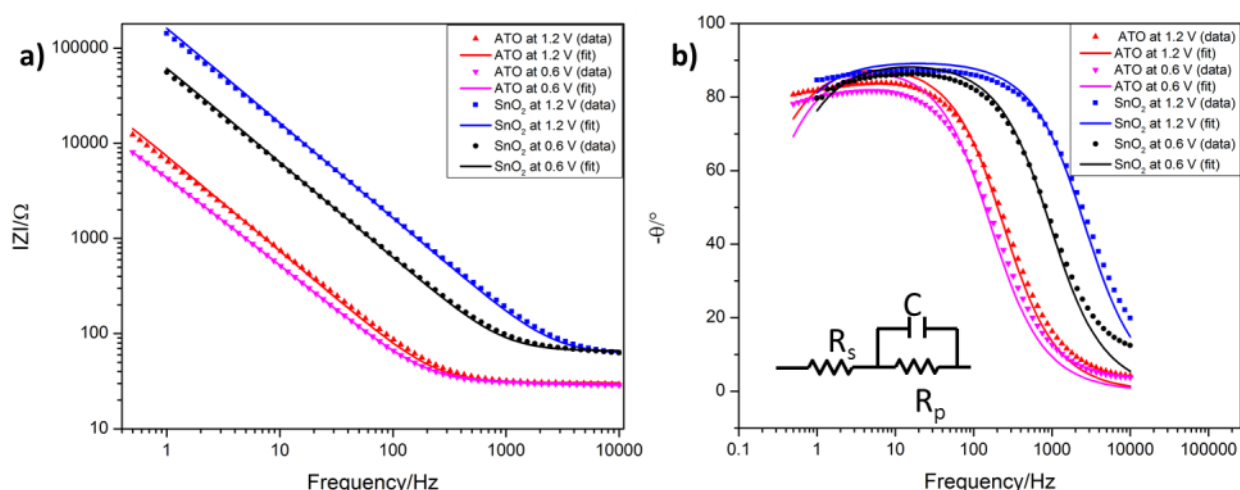 a)
100000
10000
1000
100
10
IZI/Ω
1
10
100
1000
10000
Frequency/Hz
ATO at 1.2 V (data)
ATO at 1.2 V (fit)
ATO at 0.6 V (data)
ATO at 0.6 V (fit)
SnO₂ at 1.2 V (data)
SnO₂ at 1.2 V (fit)
SnO₂ at 0.6 V (data)
SnO₂ at 0.6 V (fit)
b)
100
80
60
40
20
0
-θ/°
0.1
1
10
100
1000
10000
Frequency/Hz
ATO at 1.2 V (data)
ATO at 1.2 V (fit)
ATO at 0.6 V (data)
ATO at 0.6 V (fit)
SnO₂ at 1.2 V (data)
SnO₂ at 1.2 V (fit)
SnO₂ at 0.6 V (data)
SnO₂ at 0.6 V (fit)
C
Rs
Rp